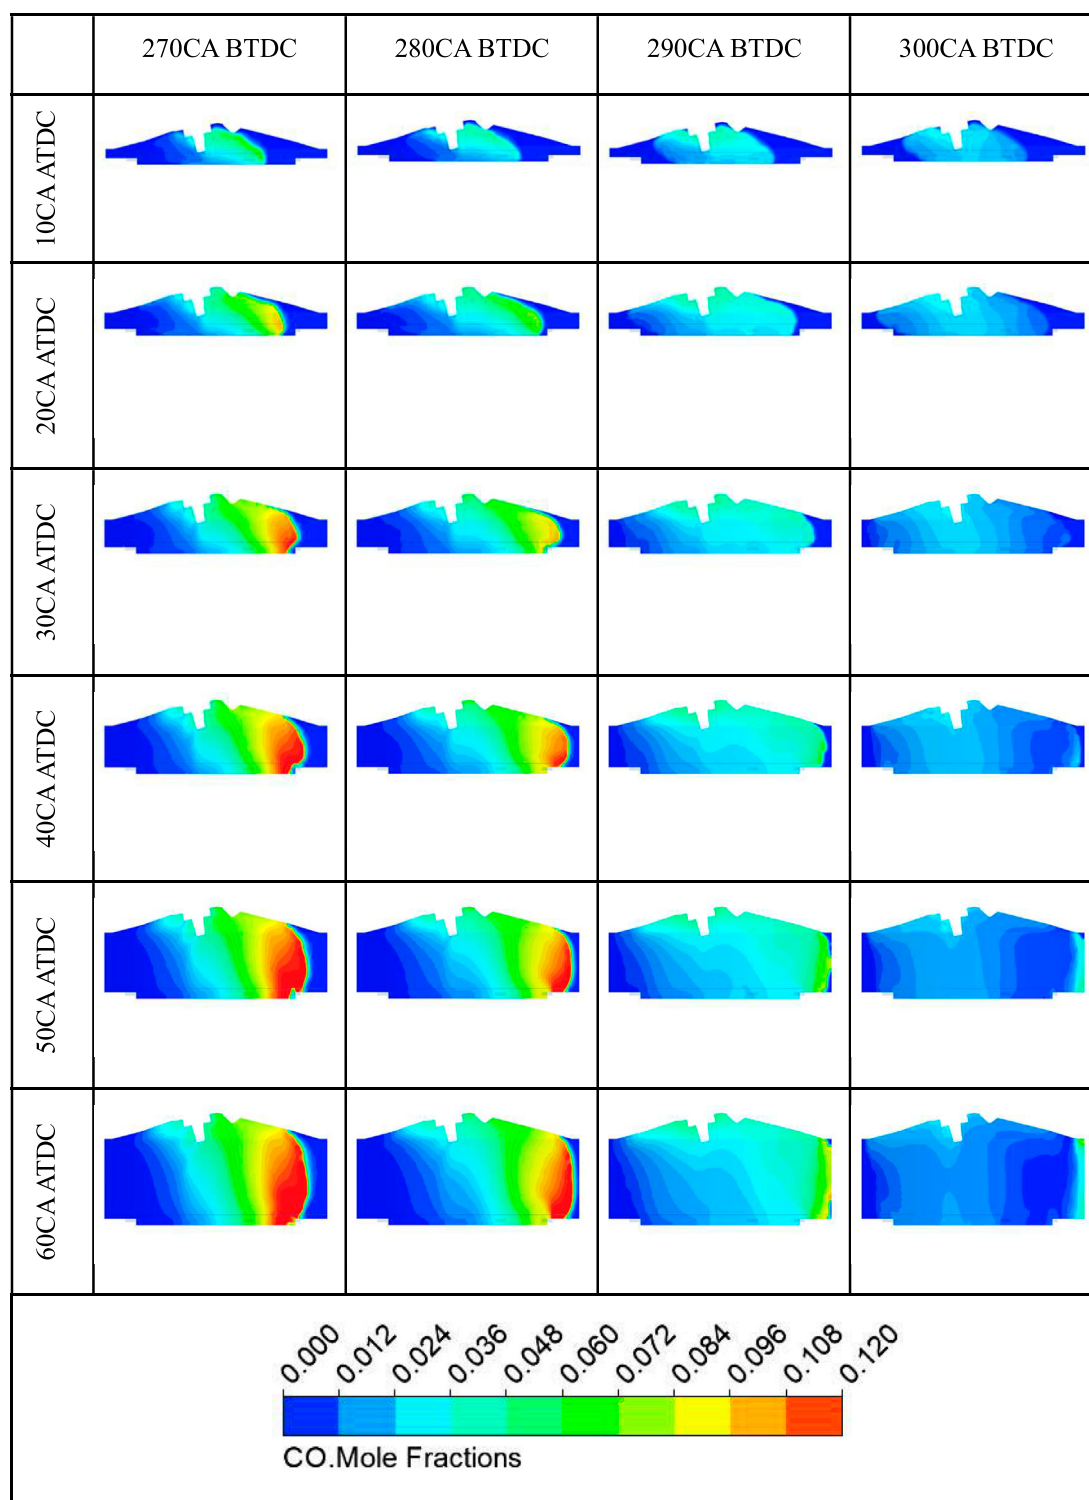 270CA BTDC
280CA BTDC
290CA BTDC
300CA BTDC
10CA ATDC
20CA ATDC
30CA ATDC
40CA ATDC
50CA ATDC
60CA ATDC
0.000
0.012
0.024
0.036
0.048
0.060
0.072
0.084
0.096
0.108
0.120
CO.Mole Fractions